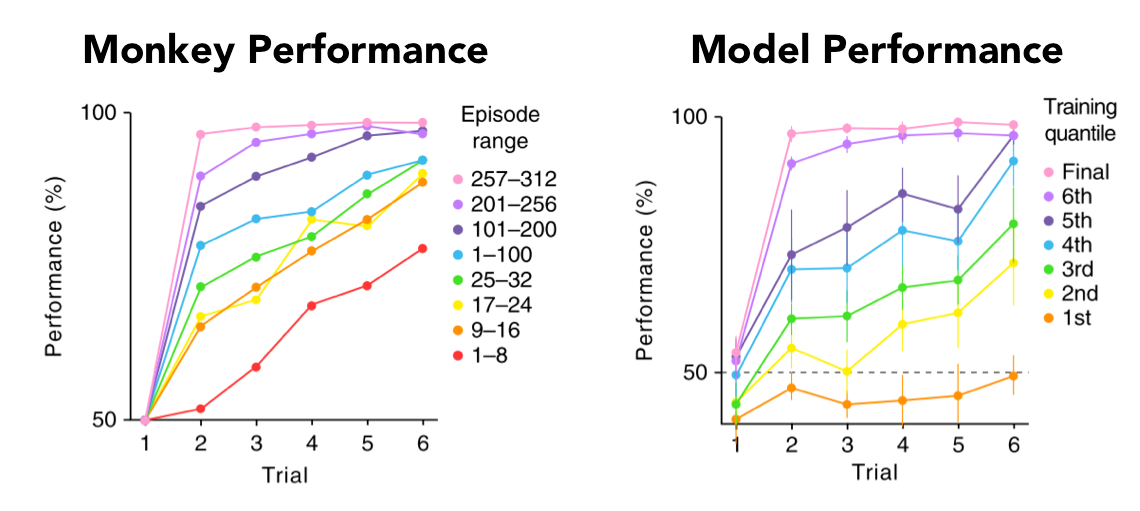 Monkey Performance
100
50
Performance (%)
1 2 3 4 5 6
Trial
Episode
range
257–312
201–256
101–200
1–100
25–32
17–24
9–16
1–8
Model Performance
100
50
Performance (%)
1 2 3 4 5 6
Trial
Training
quantile
Final
6th
5th
4th
3rd
2nd
1st